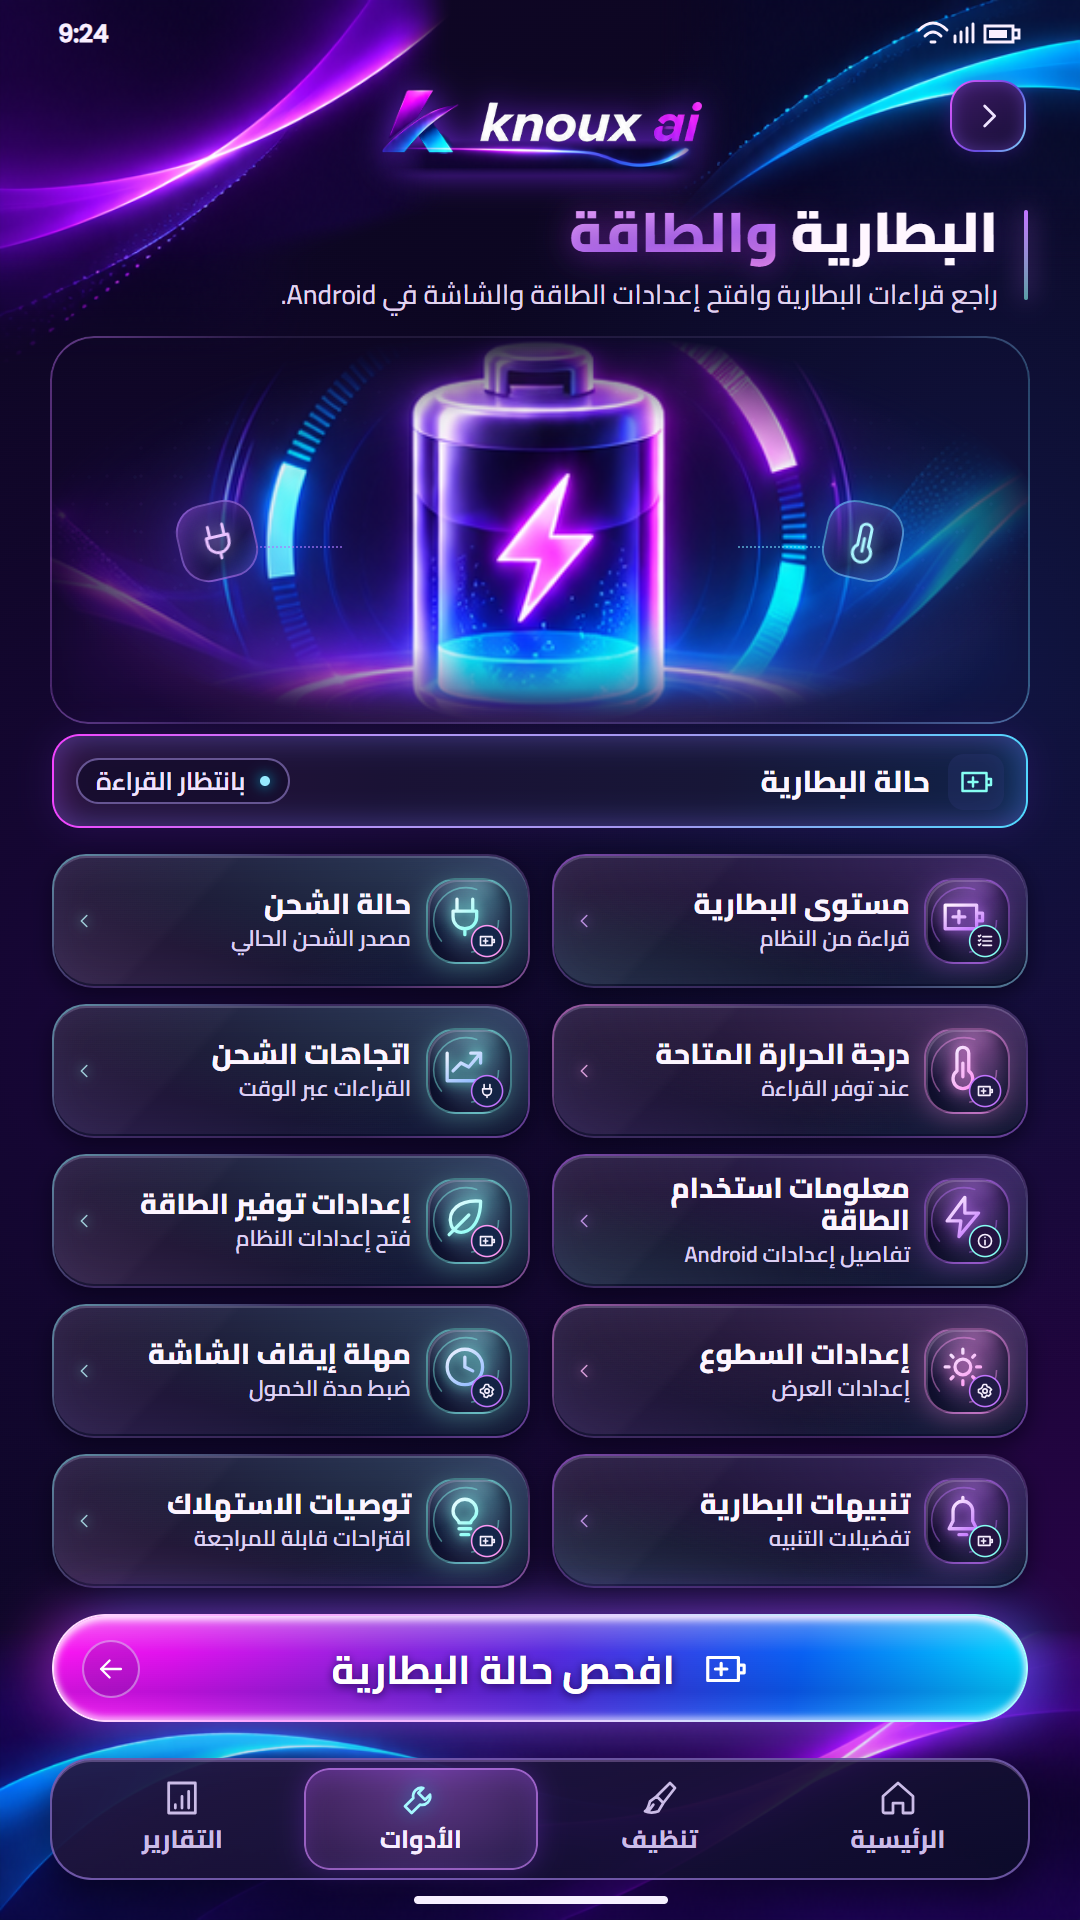 9:24
knoux ai
البطارية والطاقة
راجع قراءات البطارية وافتح إعدادات الطاقة والشاشة في Android.
حالة البطارية
بانتظار القراءة
مستوى البطارية
قراءة من النظام
حالة الشحن
مصدر الشحن الحالي
درجة الحرارة المتاحة
عند توفر القراءة
اتجاهات الشحن
القراءات عبر الوقت
معلومات استخدام
الطاقة
تفاصيل إعدادات Android
إعدادات توفير الطاقة
فتح إعدادات النظام
إعدادات السطوع
إعدادات العرض
مهلة إيقاف الشاشة
ضبط مدة الخمول
تنبيهات البطارية
تفضيلات التنبيه
توصيات الاستهلاك
اقتراحات قابلة للمراجعة
افحص حالة البطارية
الرئيسية
تنظيف
الأدوات
التقارير